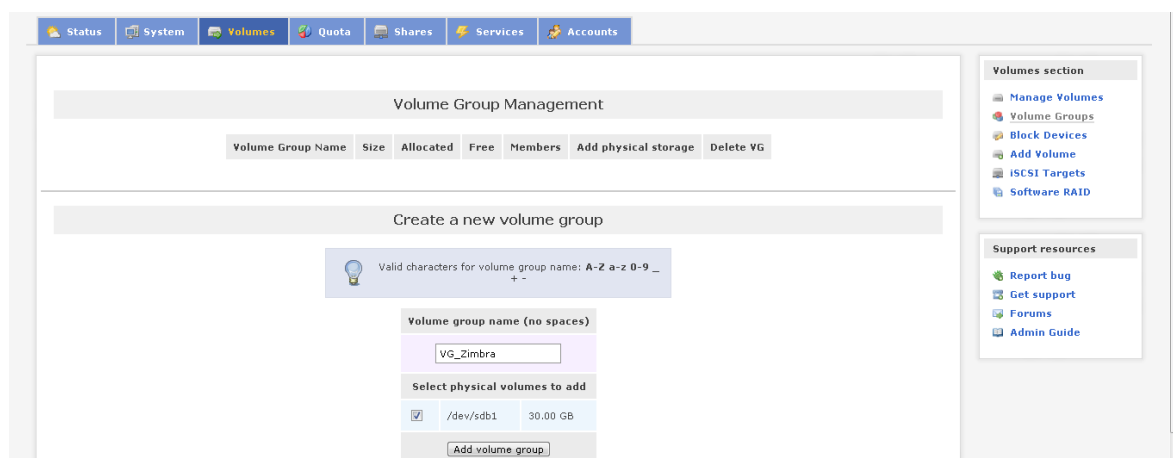 Status System Volumes Quota Shares Services Accounts
Volume Group Management
Volume Group Name Size Allocated Free Members Add physical storage Delete VG
Create a new volume group
Valid characters for volume group name: A-Z a-z 0-9 _
+ -
Volume group name (no spaces)
VG_Zimbra
Select physical volumes to add
/dev/sdb1 30.00 GB
Add volume group
Volumes section
Manage Volumes
Volume Groups
Block Devices
Add Volume
iSCSI Targets
Software RAID
Support resources
Report bug
Get support
Forums
Admin Guide